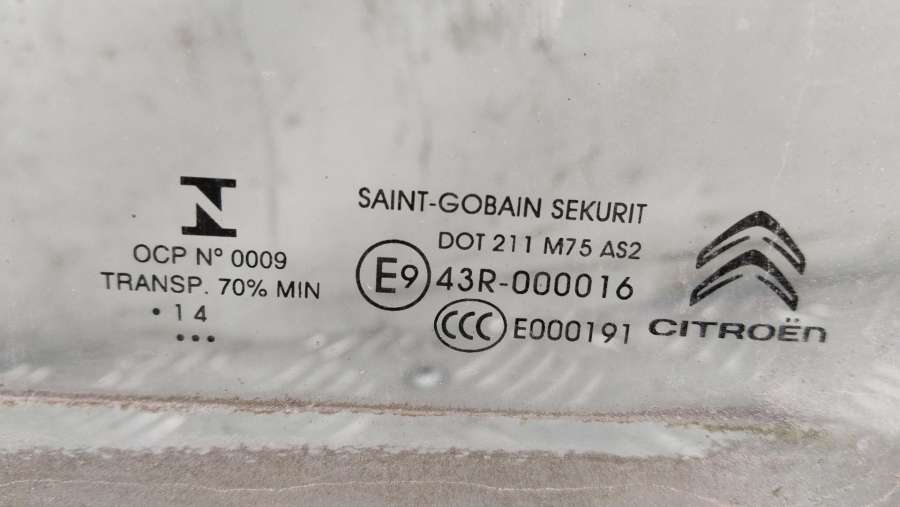 OCP Nº 0009
TRANSP. 70% MIN
• 1 4
•••
SAINT-GOBAIN SEKURIT
DOT 211 M75 AS2
E9 43R-000016
CCC E000191
CITROËN